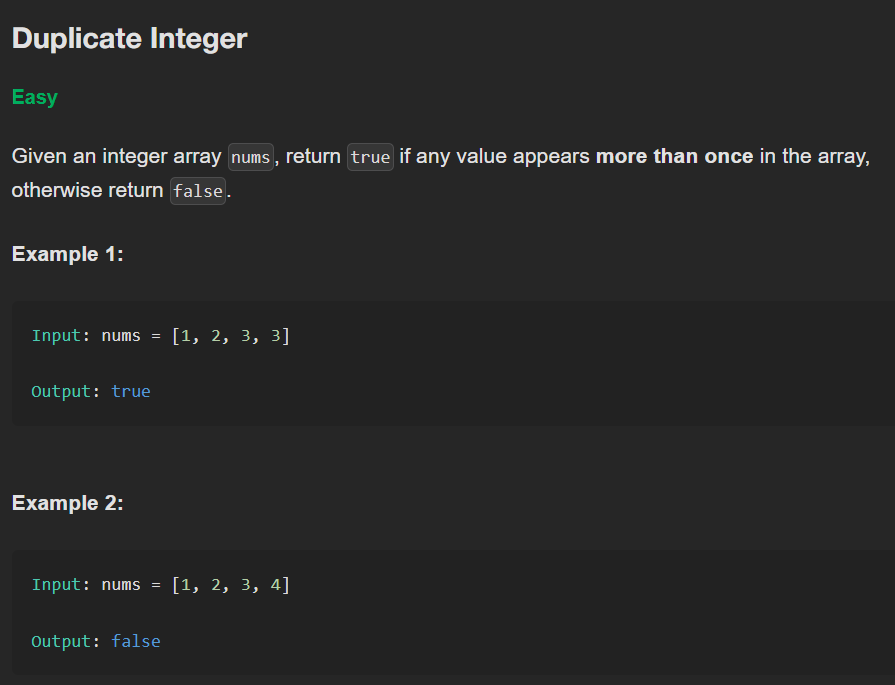 Duplicate Integer
Easy
Given an integer array nums, return true if any value appears more than once in the array,
otherwise return false.
Example 1:
Input: nums = [1, 2, 3, 3]
Output: true
Example 2:
Input: nums = [1, 2, 3, 4]
Output: false